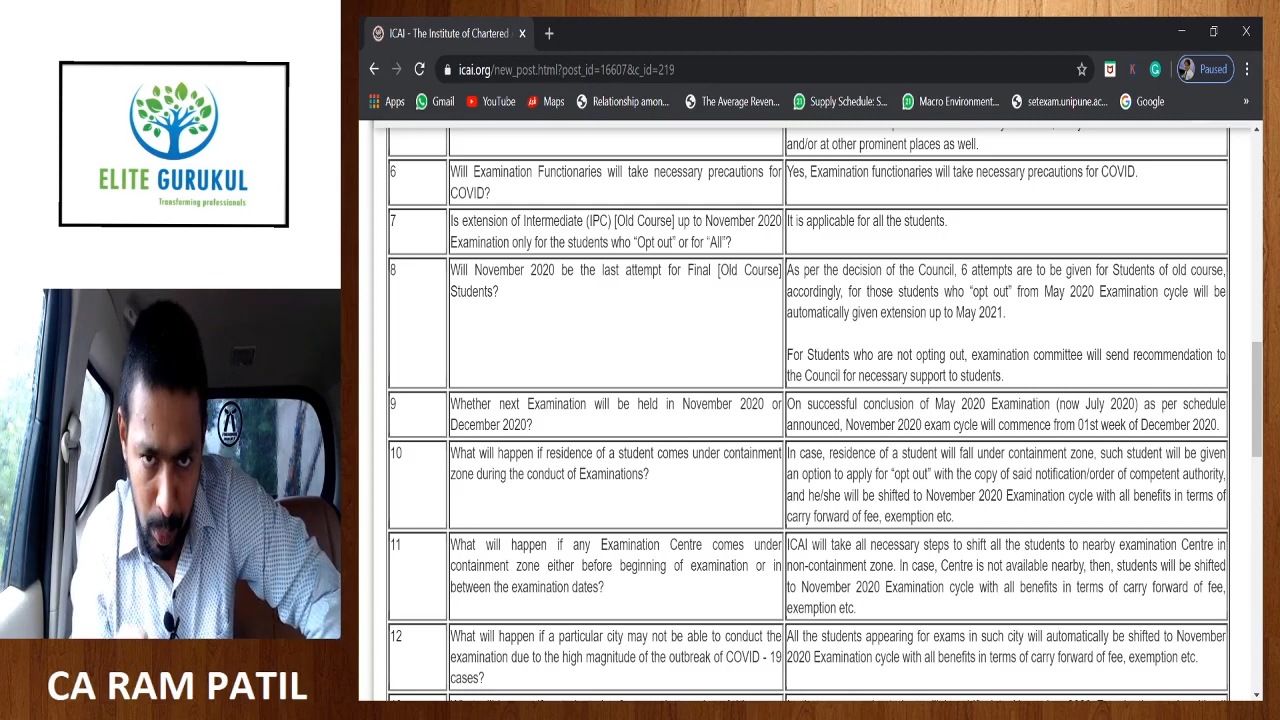 ELITE GURUKUL
Transforming professionals
CA RAM PATIL
ICAI - The Institute of Chartered
icai.org/new_post.html?post_id=16607&c_id=219
Paused
Apps
Gmail
YouTube
Maps
Relationship amon...
The Average Reven...
Supply Schedule: S...
Macro Environment...
setexam.unipune.ac...
Google
»
and/or at other prominent places as well.
6
Will Examination Functionaries will take necessary precautions for
COVID?
Yes, Examination functionaries will take necessary precautions for COVID.
7
Is extension of Intermediate (IPC) [Old Course] up to November 2020
Examination only for the students who “Opt out” or for “All”?
It is applicable for all the students.
8
Will November 2020 be the last attempt for Final [Old Course]
Students?
As per the decision of the Council, 6 attempts are to be given for Students of old course,
accordingly, for those students who “opt out” from May 2020 Examination cycle will be
automatically given extension up to May 2021.
For Students who are not opting out, examination committee will send recommendation to
the Council for necessary support to students.
9
Whether next Examination will be held in November 2020 or
December 2020?
On successful conclusion of May 2020 Examination (now July 2020) as per schedule
announced, November 2020 exam cycle will commence from 01st week of December 2020.
10
What will happen if residence of a student comes under containment
zone during the conduct of Examinations?
In case, residence of a student will fall under containment zone, such student will be given
an option to apply for “opt out” with the copy of said notification/order of competent authority,
and he/she will be shifted to November 2020 Examination cycle with all benefits in terms of
carry forward of fee, exemption etc.
11
What will happen if any Examination Centre comes under
containment zone either before beginning of examination or in
between the examination dates?
ICAI will take all necessary steps to shift all the students to nearby examination Centre in
non-containment zone. In case, Centre is not available nearby, then, students will be shifted
to November 2020 Examination cycle with all benefits in terms of carry forward of fee,
exemption etc.
12
What will happen if a particular city may not be able to conduct the
examination due to the high magnitude of the outbreak of COVID - 19
cases?
All the students appearing for exams in such city will automatically be shifted to November
2020 Examination cycle with all benefits in terms of carry forward of fee, exemption etc.